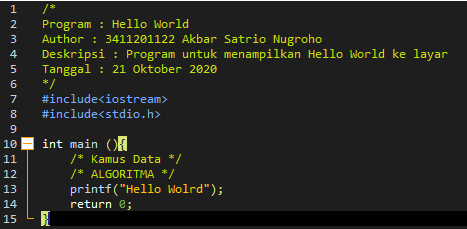 1 /*
2 Program : Hello World
3 Author : 3411201122 Akbar Satrio Nugroho
4 Deskripsi : Program untuk menampilkan Hello World ke layar
5 Tanggal : 21 Oktober 2020
6 */
7 #include<iostream>
8 #include<stdio.h>
9
10 int main (){
11 /* Kamus Data */
12 /* ALGORITMA */
13 printf("Hello Wolrd");
14 return 0;
15 }